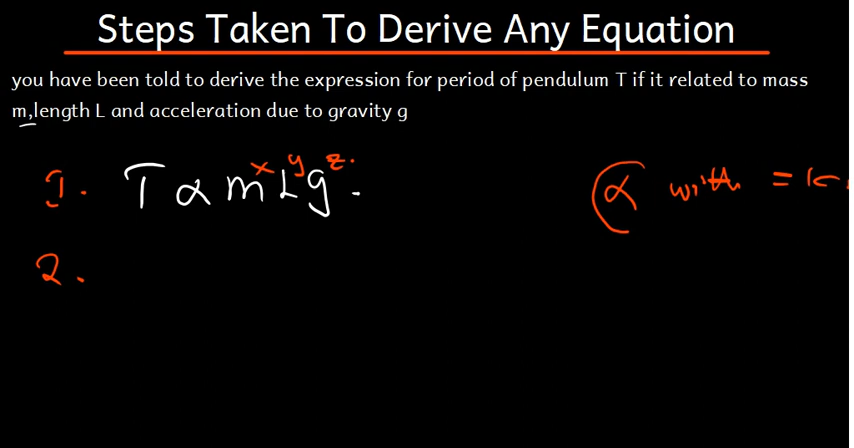 Steps Taken To Derive Any Equation
you have been told to derive the expression for period of pendulum T if it related to mass
m,length L and acceleration due to gravity g
1. T ∝ m^x L^y g^z.
(∝ with = k
2.